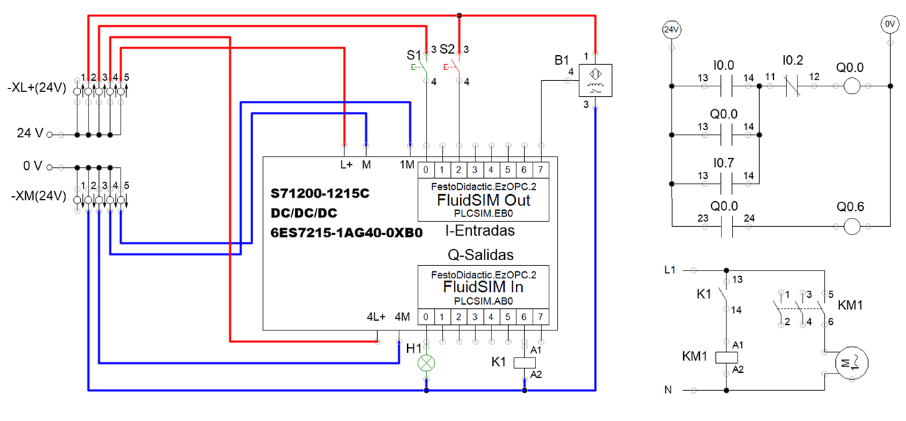 -XL+(24V)
1 2 3 4 5
24 V
0 V
-XM(24V)
1 2 3 4 5
S1
3
4
S2
3
4
B1
1
4
3
L+
M
1M
0 1 2 3 4 5 6 7
FestoDidactic.EzOPC.2
FluidSIM Out
PLCSIM.EB0
I-Entradas
S71200-1215C
DC/DC/DC
6ES7215-1AG40-0XB0
Q-Salidas
FestoDidactic.EzOPC.2
FluidSIM In
PLCSIM.AB0
0 1 2 3 4 5 6 7
4L+
4M
H1
K1
A1
A2
24V
0V
I0.0
13
14
I0.2
11
12
Q0.0
Q0.0
13
14
I0.7
13
14
Q0.0
23
24
Q0.6
L1
K1
13
14
KM1
A1
A2
1
3
5
KM1
2
4
6
M
1~
N